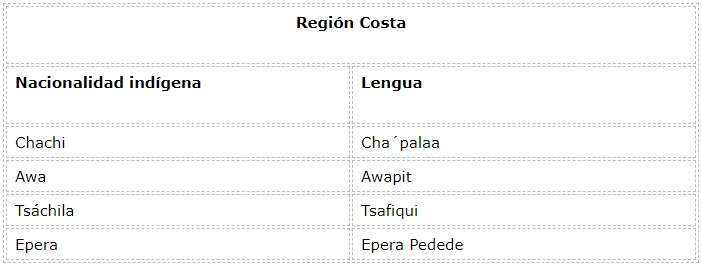 Región Costa
Nacionalidad indígena Lengua
Chachi Cha´palaa
Awa Awapit
Tsáchila Tsafiqui
Epera Epera Pedede